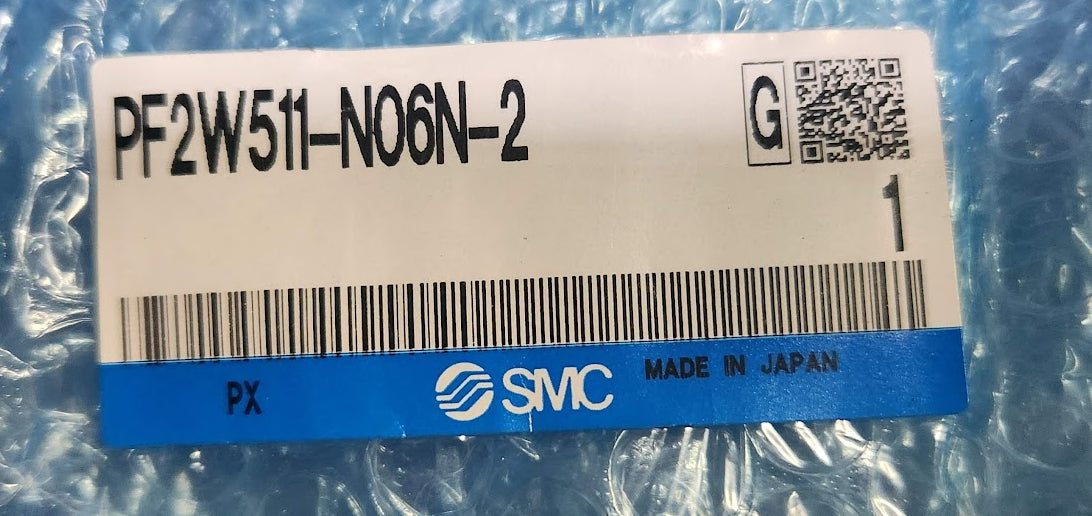 PF2W511-N06N-2
G
1
PX
SMC
MADE IN JAPAN